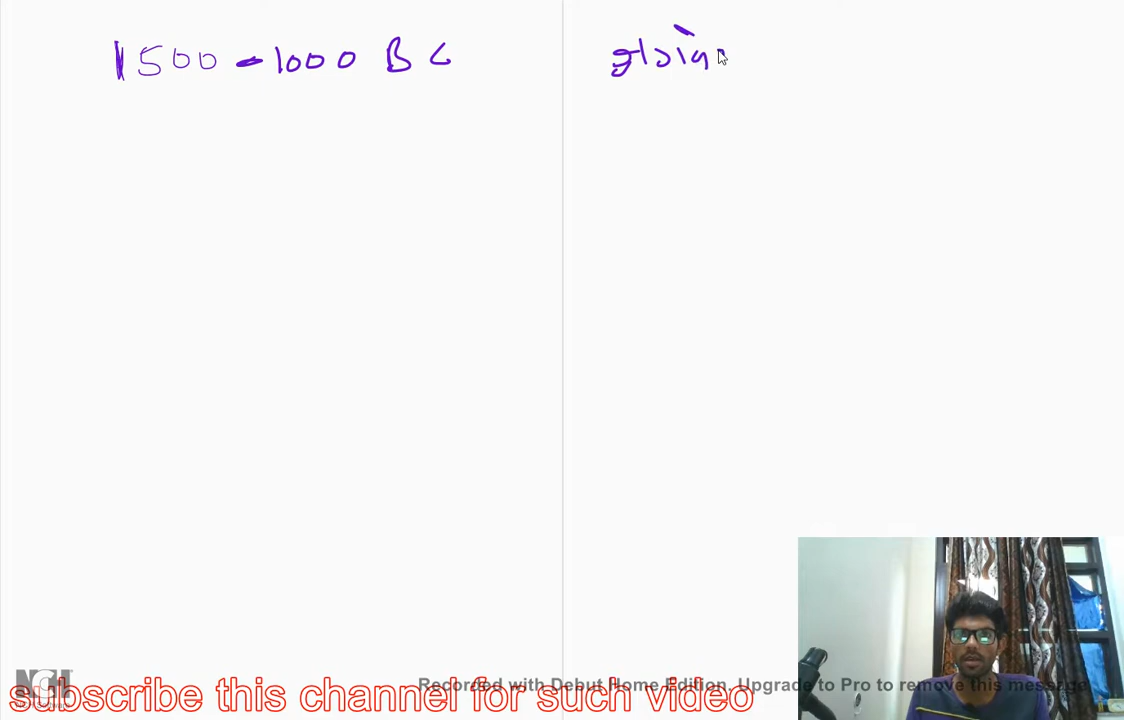 1500 - 1000 BC
subscribe this channel for such video
Recorded with Debut Home Edition. Upgrade to Pro to remove this message
NCH